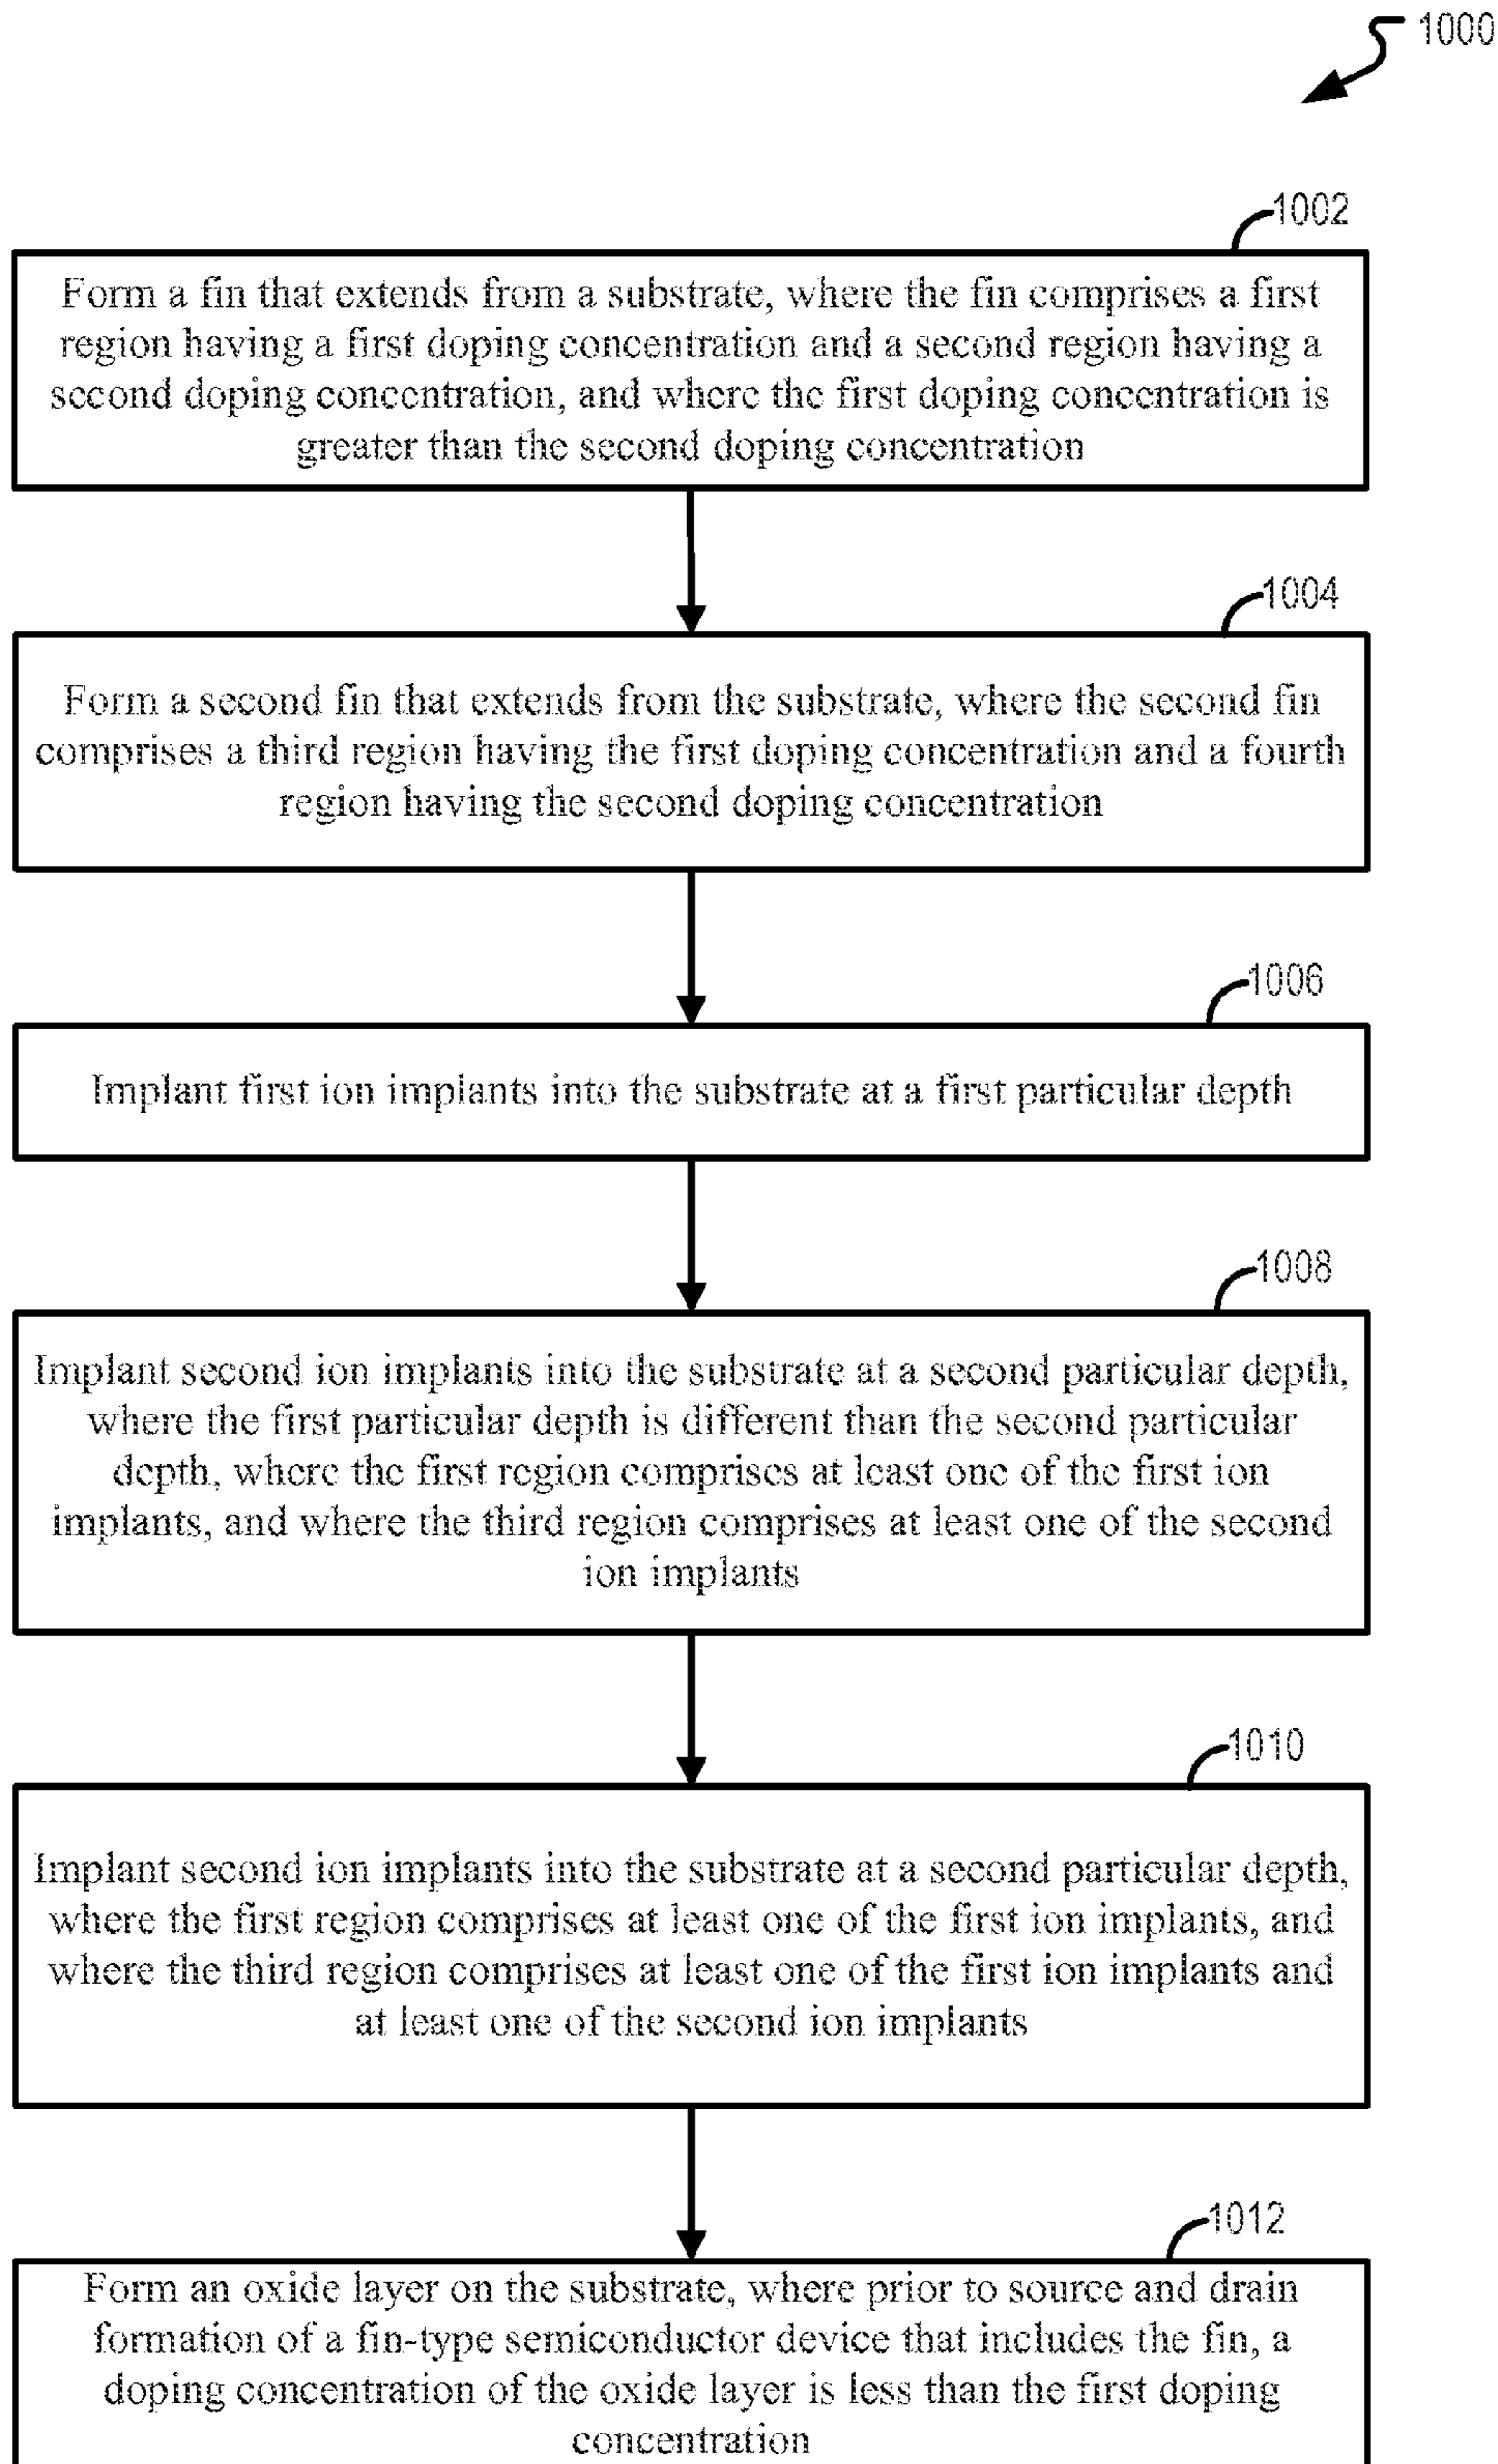 1000
1002
Form a fin that extends from a substrate, where the fin comprises a first
region having a first doping concentration and a second region having a
second doping concentration, and where the first doping concentration is
greater than the second doping concentration
1004
Form a second fin that extends from the substrate, where the second fin
comprises a third region having the first doping concentration and a fourth
region having the second doping concentration
1006
Implant first ion implants into the substrate at a first particular depth
1008
Implant second ion implants into the substrate at a second particular depth,
where the first particular depth is different than the second particular
depth, where the first region comprises at least one of the first ion
implants, and where the third region comprises at least one of the second
ion implants
1010
Implant second ion implants into the substrate at a second particular depth,
where the first region comprises at least one of the first ion implants, and
where the third region comprises at least one of the first ion implants and
at least one of the second ion implants
1012
Form an oxide layer on the substrate, where prior to source and drain
formation of a fin-type semiconductor device that includes the fin, a
doping concentration of the oxide layer is less than the first doping
concentration